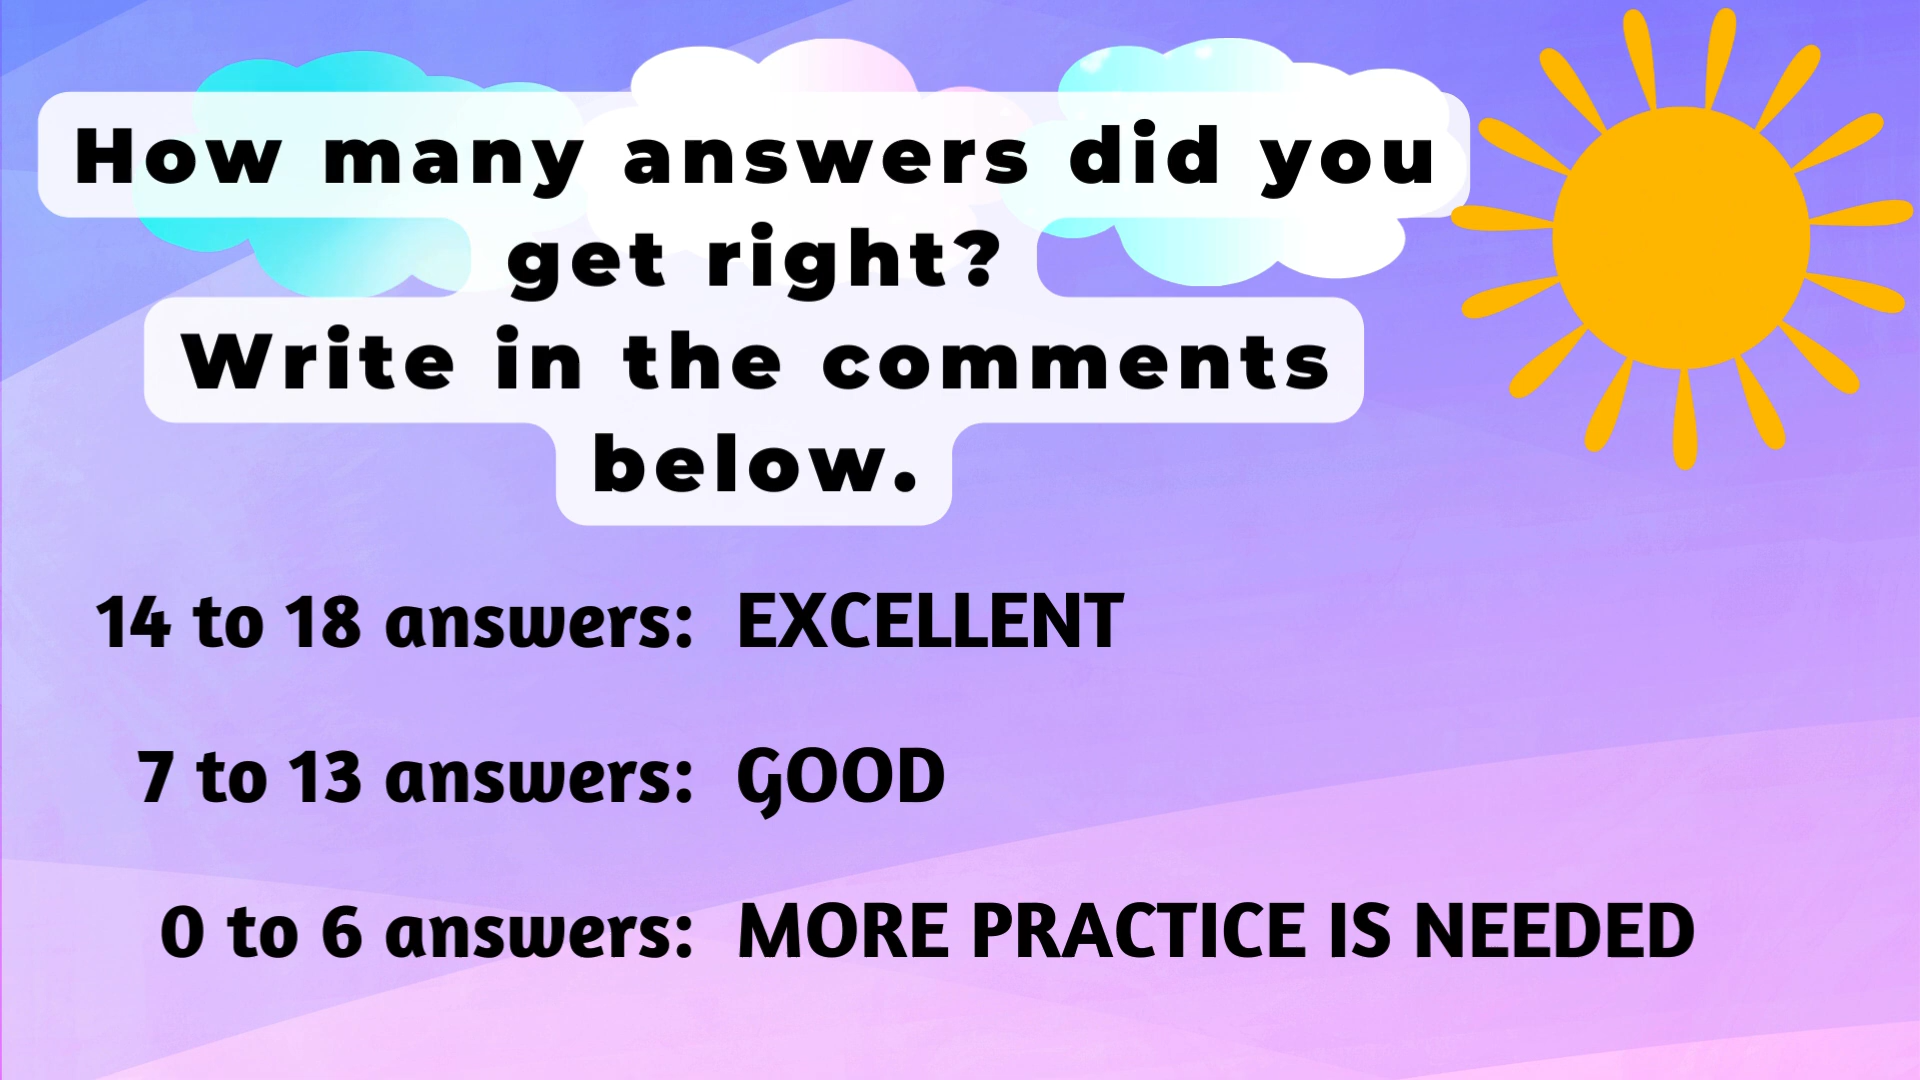 How many answers did you
get right?
Write in the comments
below.
14 to 18 answers: EXCELLENT
7 to 13 answers: GOOD
0 to 6 answers: MORE PRACTICE IS NEEDED